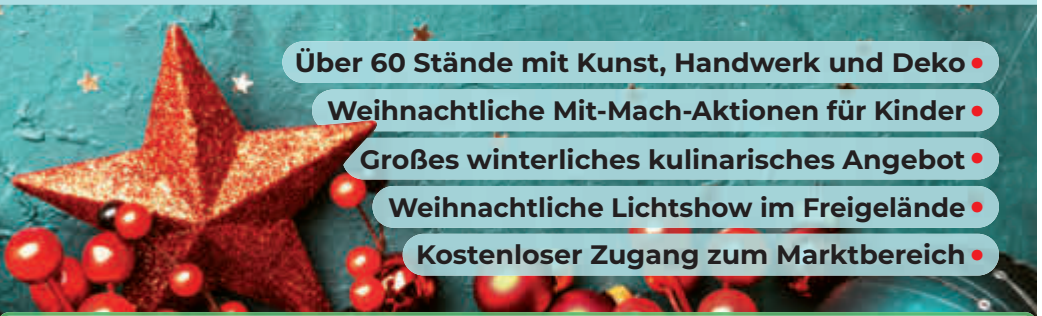 Über 60 Stände mit Kunst, Handwerk und Deko •
Weihnachtliche Mit-Mach-Aktionen für Kinder •
Großes winterliches kulinarisches Angebot •
Weihnachtliche Lichtshow im Freigelände •
Kostenloser Zugang zum Marktbereich •